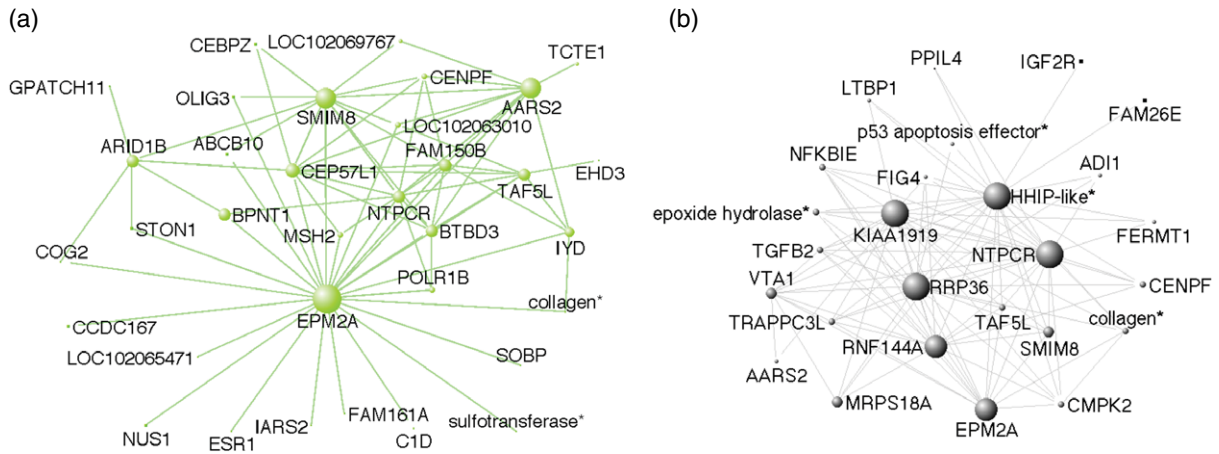 (a)
CEBPZ
LOC102069767
TCTE1
GPATCH11
OLIG3
CENPF
AARS2
SMIM8
LOC102063010
ARID1B
ABCB10
FAM150B
CEP57L1
EHD3
TAF5L
NTPCR
BPNT1
STON1
MSH2
BTBD3
IYD
COG2
POLR1B
collagen*
EPM2A
CCDC167
LOC102065471
SOBP
NUS1
ESR1
IARS2
FAM161A
C1D
sulfotransferase*
(b)
PPIL4
IGF2R▪
LTBP1
▪
FAM26E
p53 apoptosis effector*
NFKBIE
FIG4
ADI1
HHIP-like*
epoxide hydrolase*
KIAA1919
FERMT1
TGFB2
NTPCR
VTA1
RRP36
CENPF
TRAPPC3L
TAF5L
collagen*
RNF144A
SMIM8
AARS2
MRPS18A
CMPK2
EPM2A